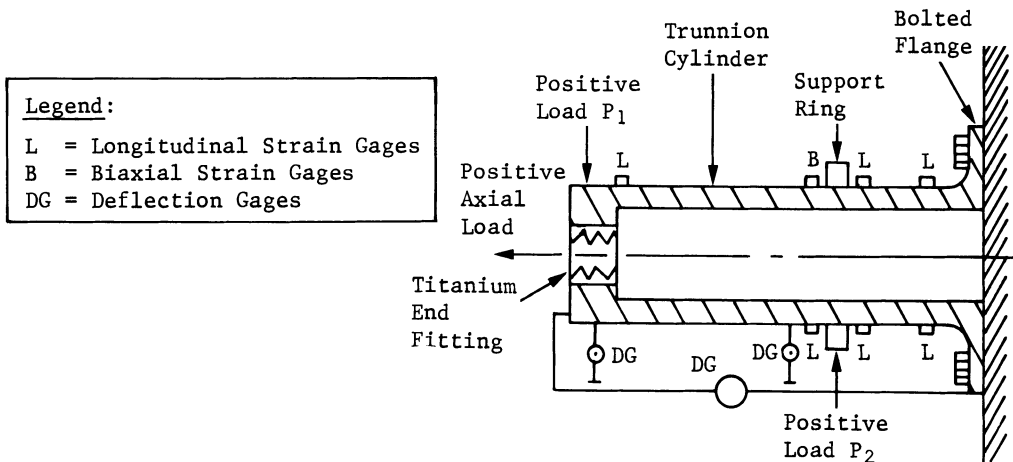 Legend:
L = Longitudinal Strain Gages
B = Biaxial Strain Gages
DG = Deflection Gages
Positive
Load P1
Trunnion
Cylinder
Support
Ring
Bolted
Flange
Positive
Axial
Load
L
B
L
L
Titanium
End
Fitting
DG
DG
DG
L
L
L
Positive
Load P2